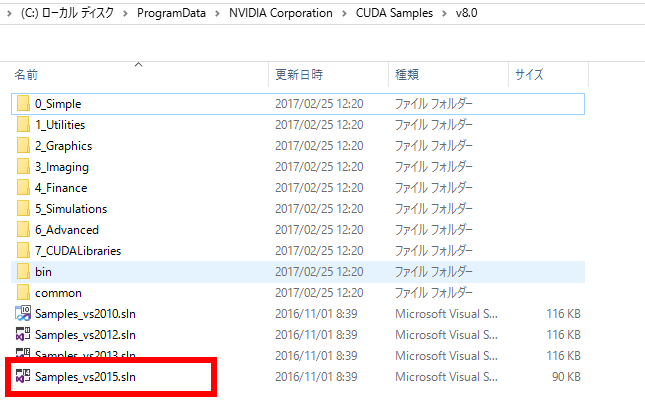 (C:) ローカル ディスク > ProgramData > NVIDIA Corporation > CUDA Samples > v8.0
名前 更新日時 種類 サイズ
0_Simple 2017/02/25 12:20 ファイル フォルダー
1_Utilities 2017/02/25 12:20 ファイル フォルダー
2_Graphics 2017/02/25 12:20 ファイル フォルダー
3_Imaging 2017/02/25 12:20 ファイル フォルダー
4_Finance 2017/02/25 12:20 ファイル フォルダー
5_Simulations 2017/02/25 12:20 ファイル フォルダー
6_Advanced 2017/02/25 12:20 ファイル フォルダー
7_CUDALibraries 2017/02/25 12:20 ファイル フォルダー
bin 2017/02/25 12:20 ファイル フォルダー
common 2017/02/25 12:20 ファイル フォルダー
Samples_vs2010.sln 2016/11/01 8:39 Microsoft Visual S... 116 KB
Samples_vs2012.sln 2016/11/01 8:39 Microsoft Visual S... 116 KB
Samples_vs2013.sln 2016/11/01 8:39 Microsoft Visual S... 116 KB
Samples_vs2015.sln 2016/11/01 8:39 Microsoft Visual S... 90 KB